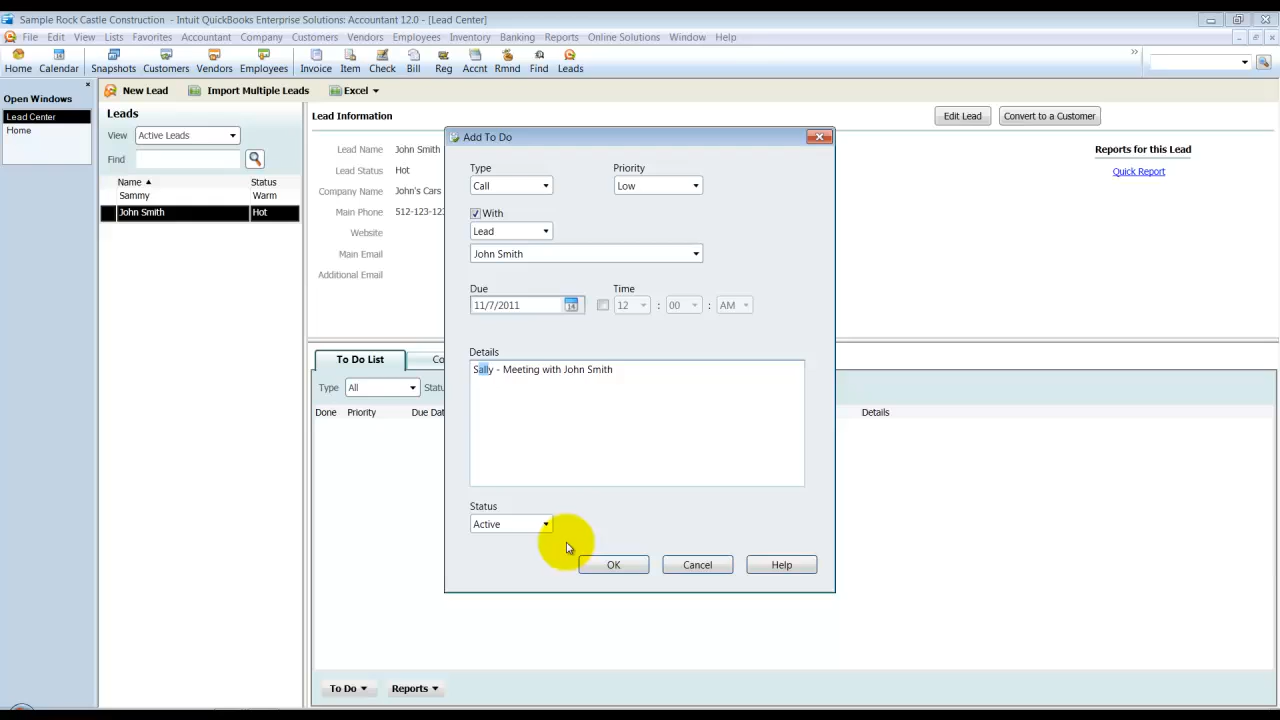 Sample Rock Castle Construction - Intuit QuickBooks Enterprise Solutions: Accountant 12.0 - [Lead Center]
File Edit View Lists Favorites Accountant Company Customers Vendors Employees Inventory Banking Reports Online Solutions Window Help
Home Calendar Snapshots Customers Vendors Employees Invoice Item Check Bill Reg Accnt Rmnd Find Leads
Open Windows
Lead Center
Home
New Lead Import Multiple Leads Excel
Leads
View Active Leads
Find
Name Status
Sammy Warm
John Smith Hot
Lead Information
Edit Lead Convert to a Customer
Lead Name John Smith
Lead Status Hot
Company Name John's Cars
Main Phone 512-123-123
Website
Main Email
Additional Email
Reports for this Lead
Quick Report
Add To Do
Type Priority
Call Low
With
Lead
John Smith
Due Time
11/7/2011 14 12 : 00 : AM
Details
Sally - Meeting with John Smith
Status
Active
OK Cancel Help
To Do List Co
Type All Statu
Done Priority Due Dat Details
To Do Reports